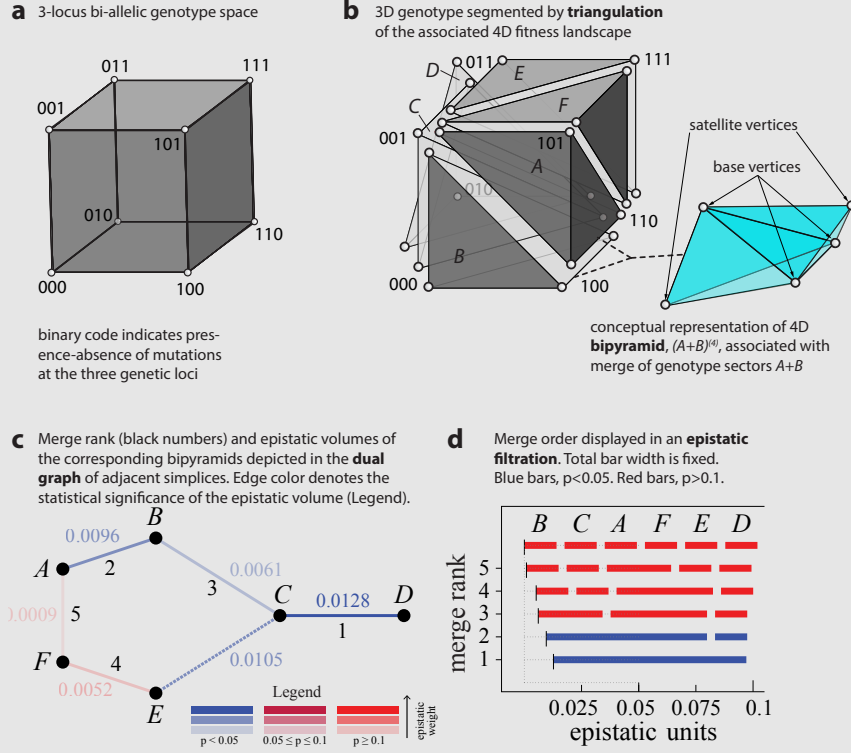 a 3-locus bi-allelic genotype space
011
111
001
101
010
110
000
100
binary code indicates pres-
ence-absence of mutations
at the three genetic loci
b 3D genotype segmented by triangulation
of the associated 4D fitness landscape
011
111
D
E
C
F
001
101
A
010
110
B
000
100
satellite vertices
base vertices
conceptual representation of 4D
bipyramid, (A+B)(4), associated with
merge of genotype sectors A+B
c Merge rank (black numbers) and epistatic volumes of
the corresponding bipyramids depicted in the dual
graph of adjacent simplices. Edge color denotes the
statistical significance of the epistatic volume (Legend).
B
0.0096
A
2
0.0061
3
C
D
0.0128
1
0.0009
5
F
4
0.0105
0.0052
E
Legend
p < 0.05
0.05 ≤ p ≤ 0.1
p ≥ 0.1
epistatic
weight
d Merge order displayed in an epistatic
filtration. Total bar width is fixed.
Blue bars, p<0.05. Red bars, p>0.1.
B C A F E D
merge rank
5
4
3
2
1
0.025 0.05 0.075 0.1
epistatic units